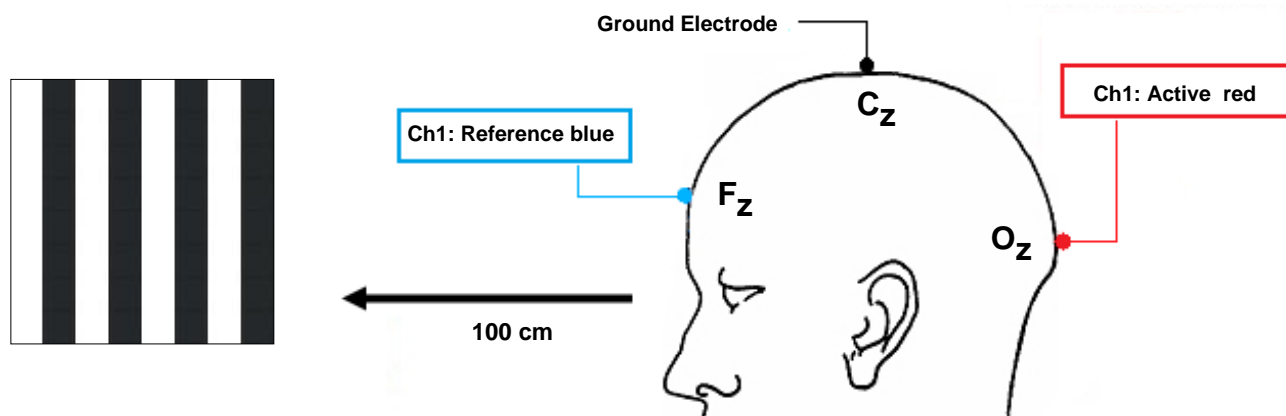 Ground Electrode
Ch1: Active red
Cz
Ch1: Reference blue
Fz
Oz
100 cm